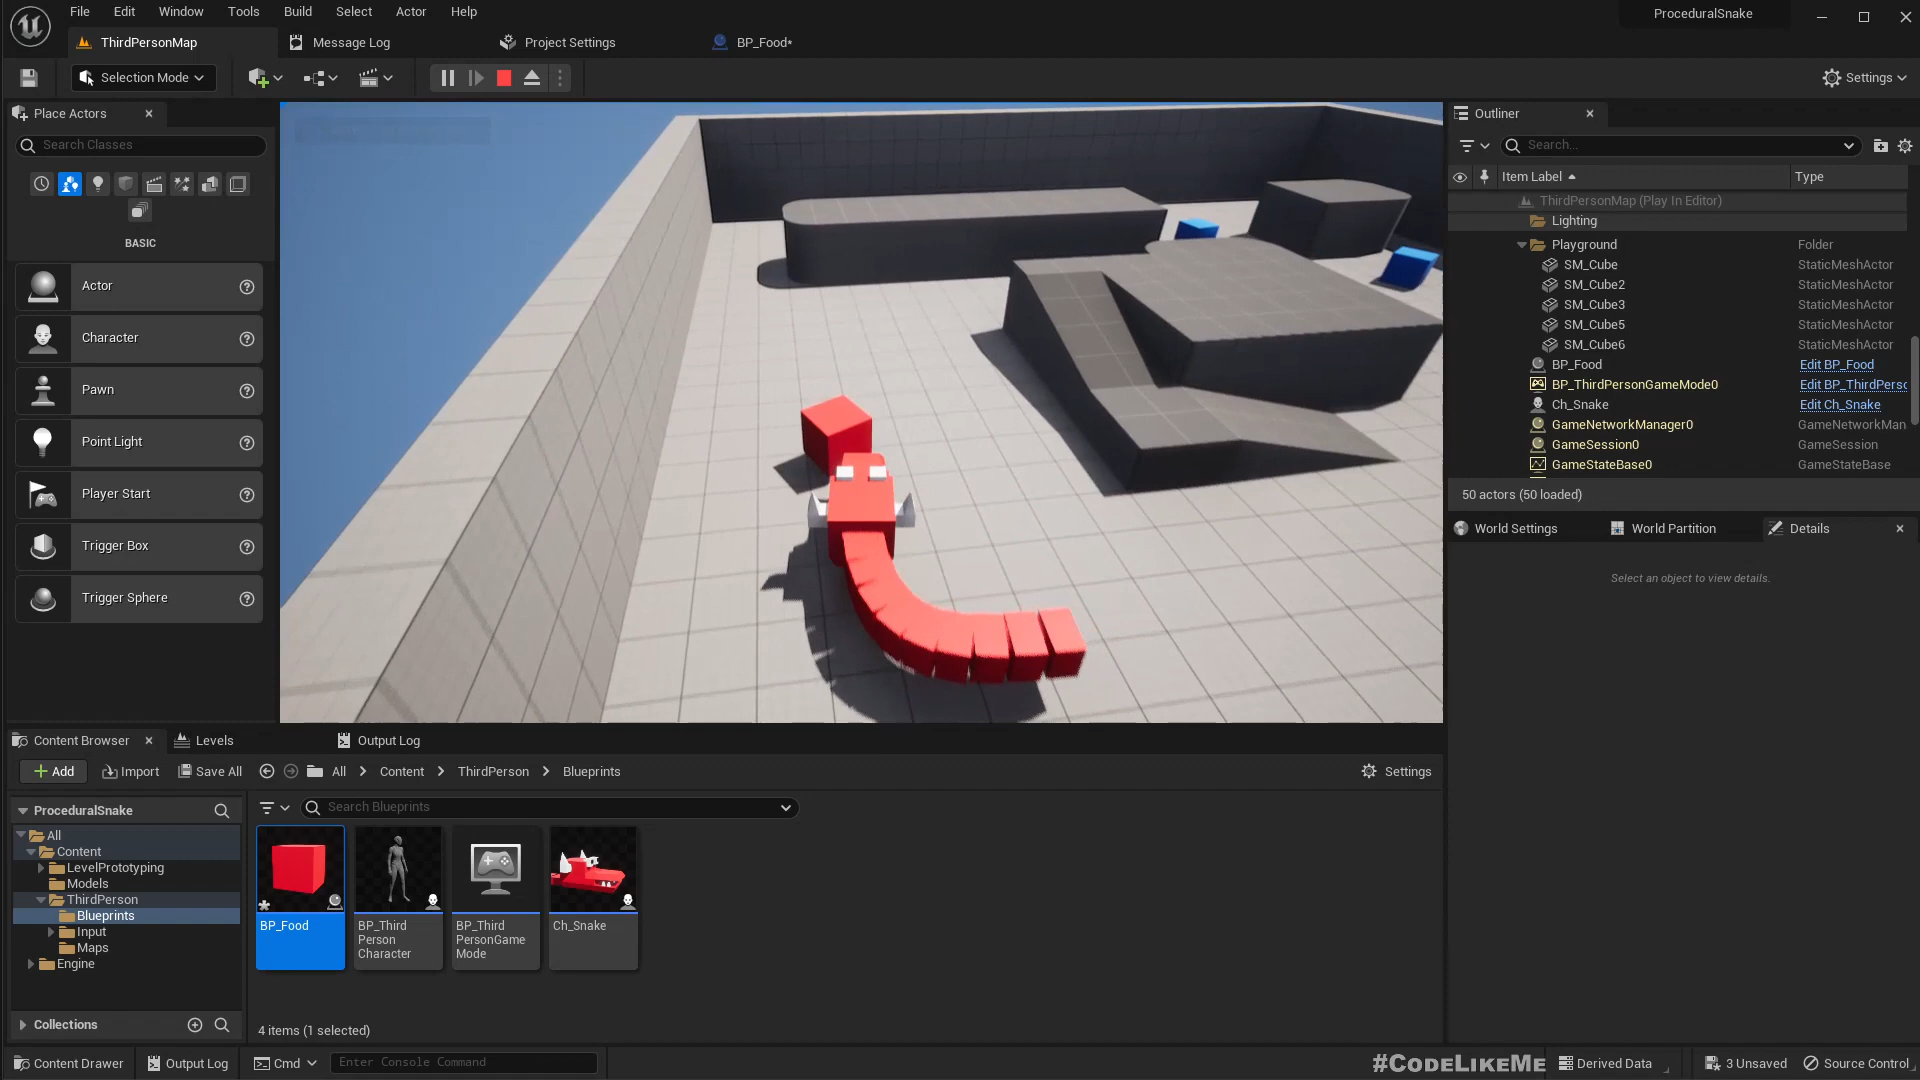 File Edit Window Tools Build Select Actor Help
ProceduralSnake
ThirdPersonMap
Message Log
Project Settings
BP_Food*
Selection Mode
Settings
Place Actors
Search Classes
BASIC
Actor
Character
Pawn
Point Light
Player Start
Trigger Box
Trigger Sphere
Outliner
Search...
Item Label
Type
ThirdPersonMap (Play In Editor)
Lighting
Playground Folder
SM_Cube StaticMeshActor
SM_Cube2 StaticMeshActor
SM_Cube3 StaticMeshActor
SM_Cube5 StaticMeshActor
SM_Cube6 StaticMeshActor
BP_Food Edit BP_Food
BP_ThirdPersonGameMode0 Edit BP_ThirdPerso
Ch_Snake Edit Ch_Snake
GameNetworkManager0 GameNetworkMan
GameSession0 GameSession
GameStateBase0 GameStateBase
50 actors (50 loaded)
World Settings
World Partition
Details
Select an object to view details.
Content Browser
Levels
Output Log
Add
Import
Save All
All
Content
ThirdPerson
Blueprints
Settings
ProceduralSnake
Search Blueprints
All
Content
LevelPrototyping
Models
ThirdPerson
Blueprints
Input
Maps
Engine
Collections
BP_Food
BP_Third
Person
Character
BP_Third
PersonGame
Mode
Ch_Snake
4 items (1 selected)
Content Drawer
Output Log
Cmd
Enter Console Command
#CODELIKEME
Derived Data
3 Unsaved
Source Control